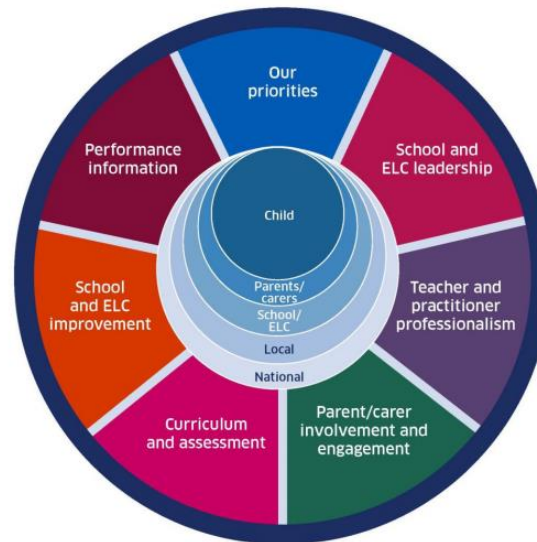 Our
priorities
School and
ELC leadership
Teacher and
practitioner
professionalism
Parent/carer
involvement and
engagement
Curriculum
and assessment
School
and ELC
improvement
Performance
information
Child
Parents/
carers
School/
ELC
Local
National